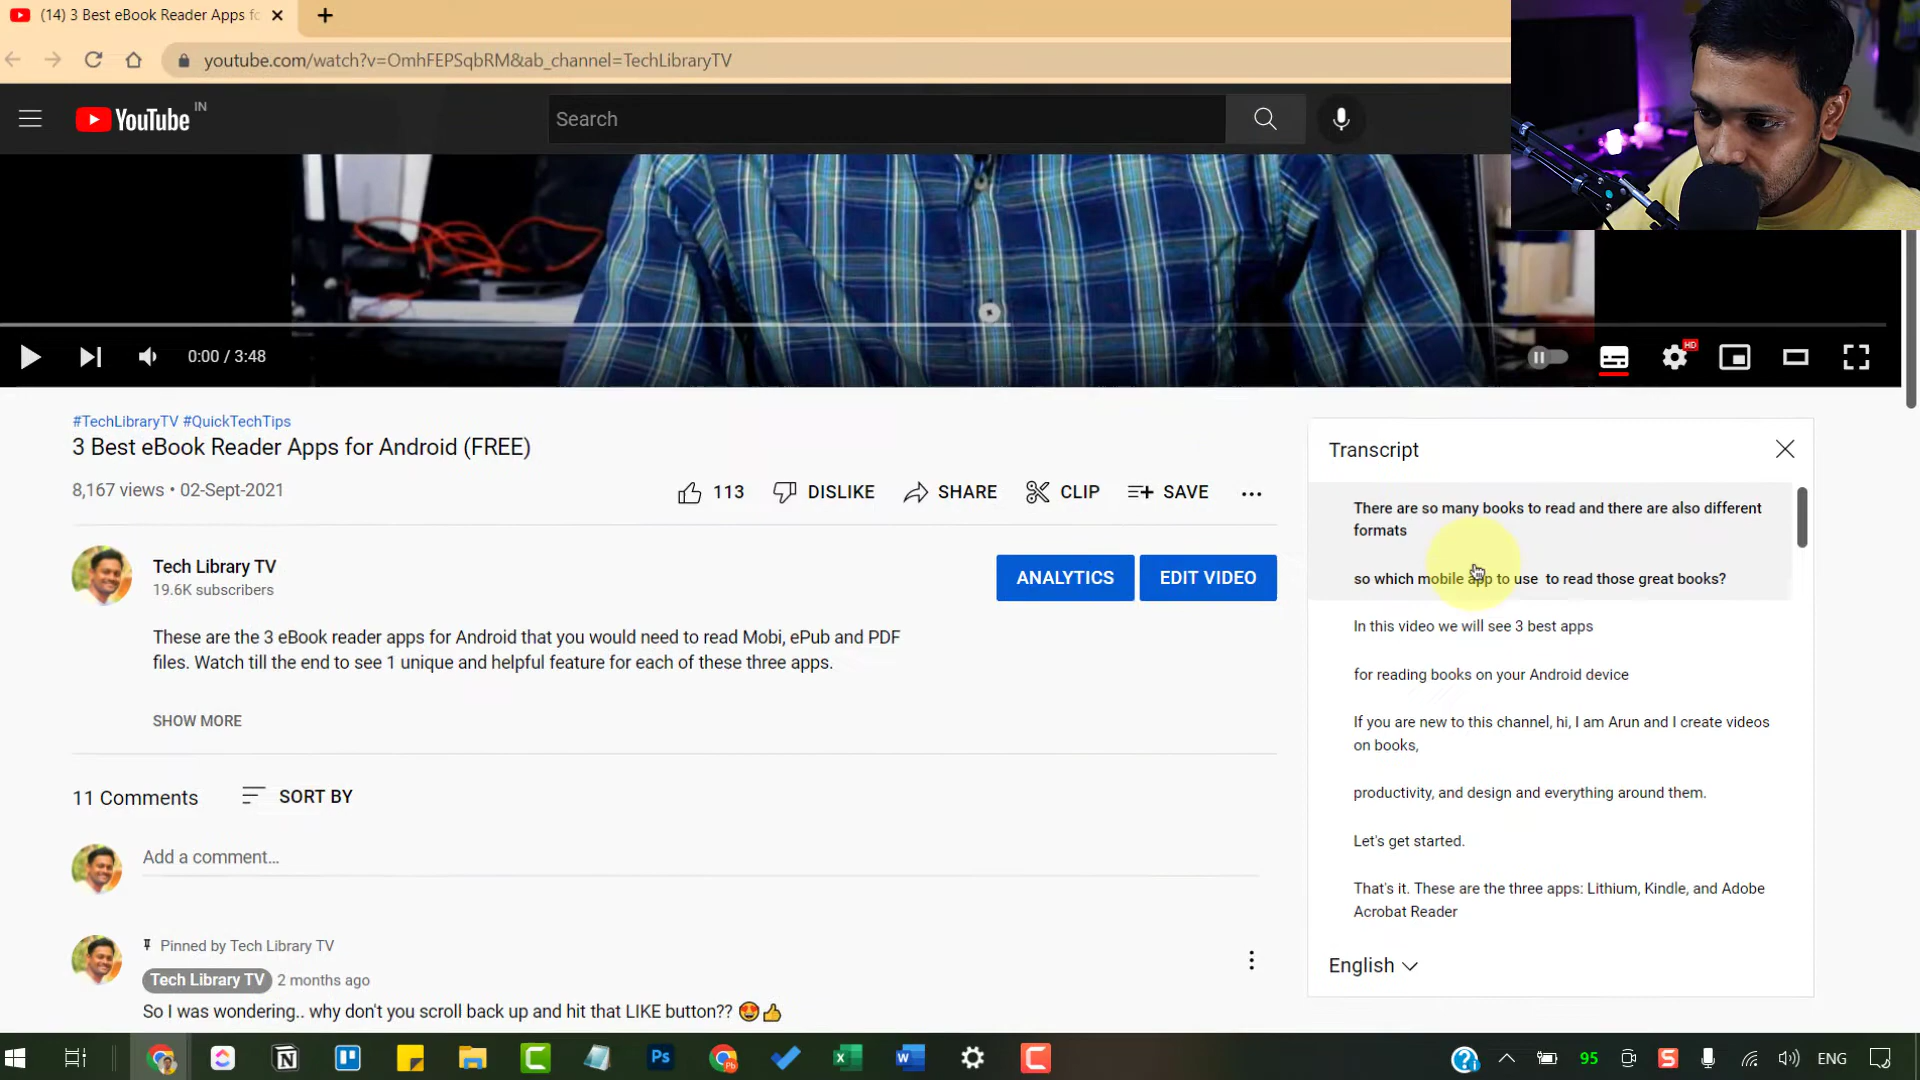 (14) 3 Best eBook Reader Apps fo
youtube.com/watch?v=OmhFEPSqbRM&ab_channel=TechLibraryTV
YouTube
IN
Search
0:00 / 3:48
HD
#TechLibraryTV #QuickTechTips
3 Best eBook Reader Apps for Android (FREE)
8,167 views • 02-Sept-2021
113
DISLIKE
SHARE
CLIP
SAVE
Tech Library TV
19.6K subscribers
ANALYTICS
EDIT VIDEO
These are the 3 eBook reader apps for Android that you would need to read Mobi, ePub and PDF
files. Watch till the end to see 1 unique and helpful feature for each of these three apps.
SHOW MORE
11 Comments
SORT BY
Add a comment...
Pinned by Tech Library TV
Tech Library TV
2 months ago
So I was wondering.. why don't you scroll back up and hit that LIKE button?? 😍👍
Transcript
There are so many books to read and there are also different
formats
so which mobile app to use to read those great books?
In this video we will see 3 best apps
for reading books on your Android device
If you are new to this channel, hi, I am Arun and I create videos
on books,
productivity, and design and everything around them.
Let's get started.
That's it. These are the three apps: Lithium, Kindle, and Adobe
Acrobat Reader
English
Ps
95
ENG